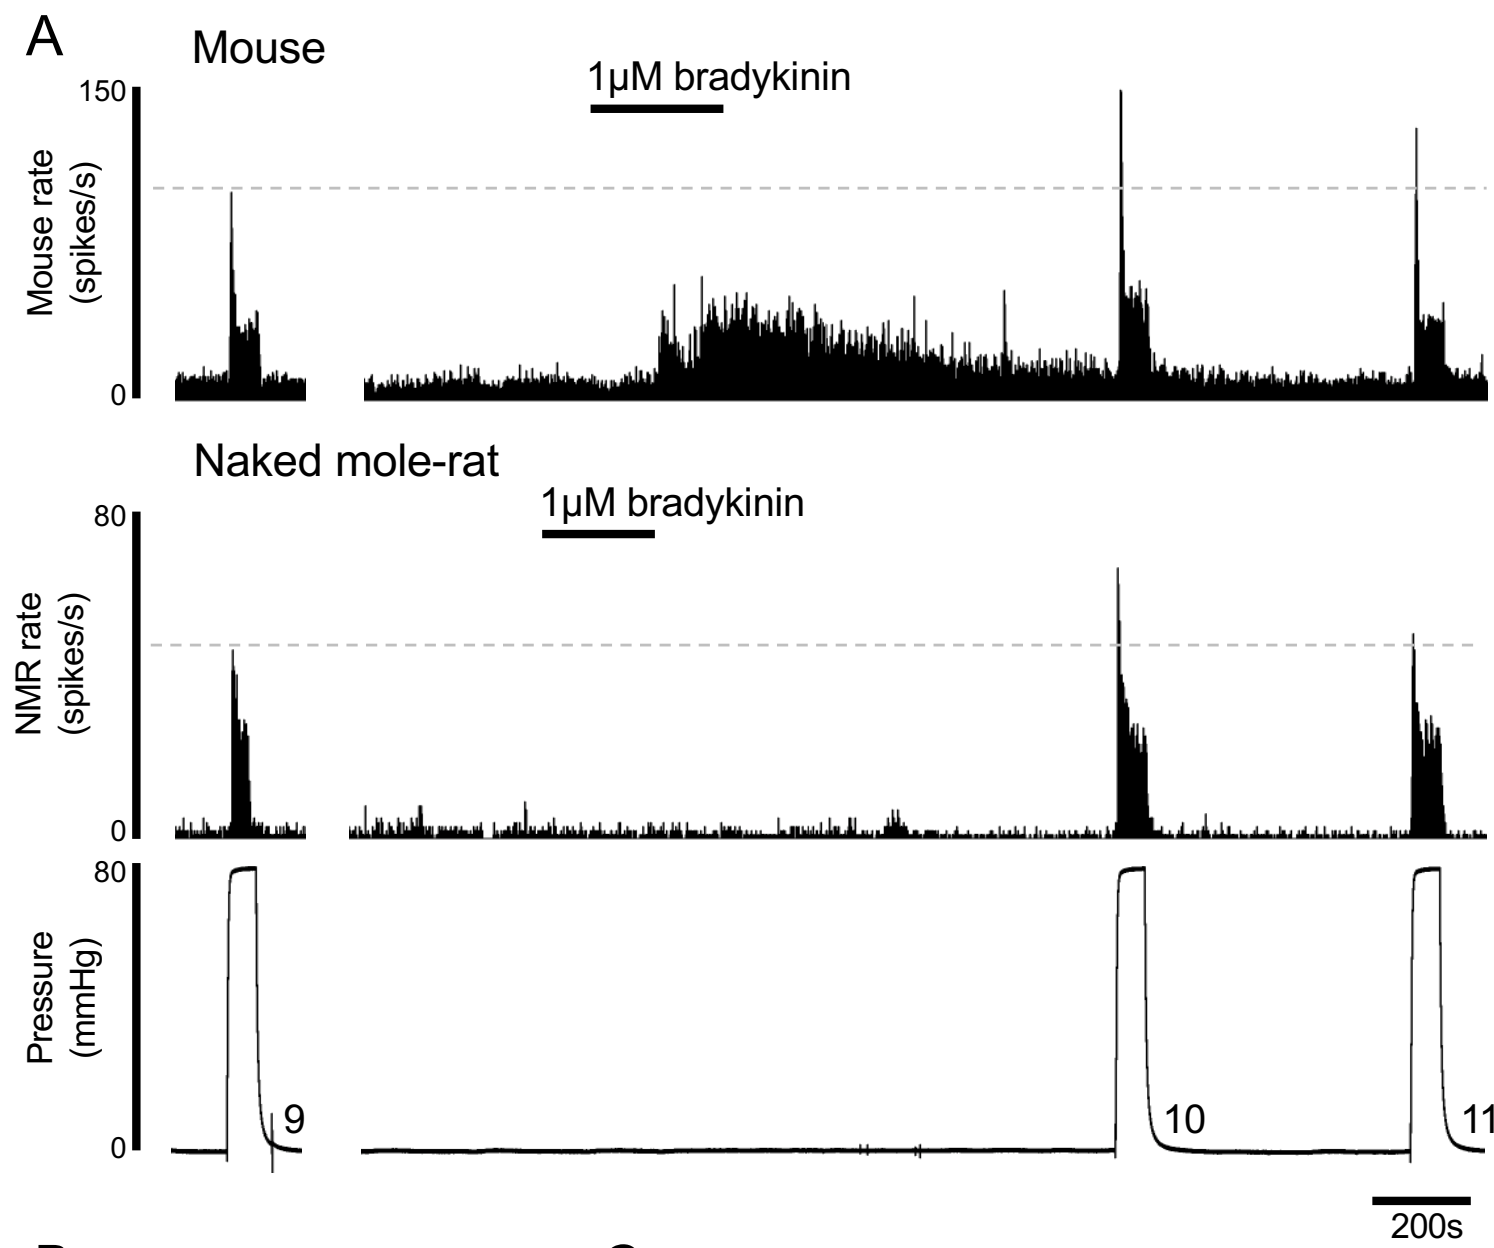 A
Mouse
1µM bradykinin
150
Mouse rate
(spikes/s)
0
Naked mole-rat
1µM bradykinin
80
NMR rate
(spikes/s)
0
80
Pressure
(mmHg)
0
9
10
11
200s